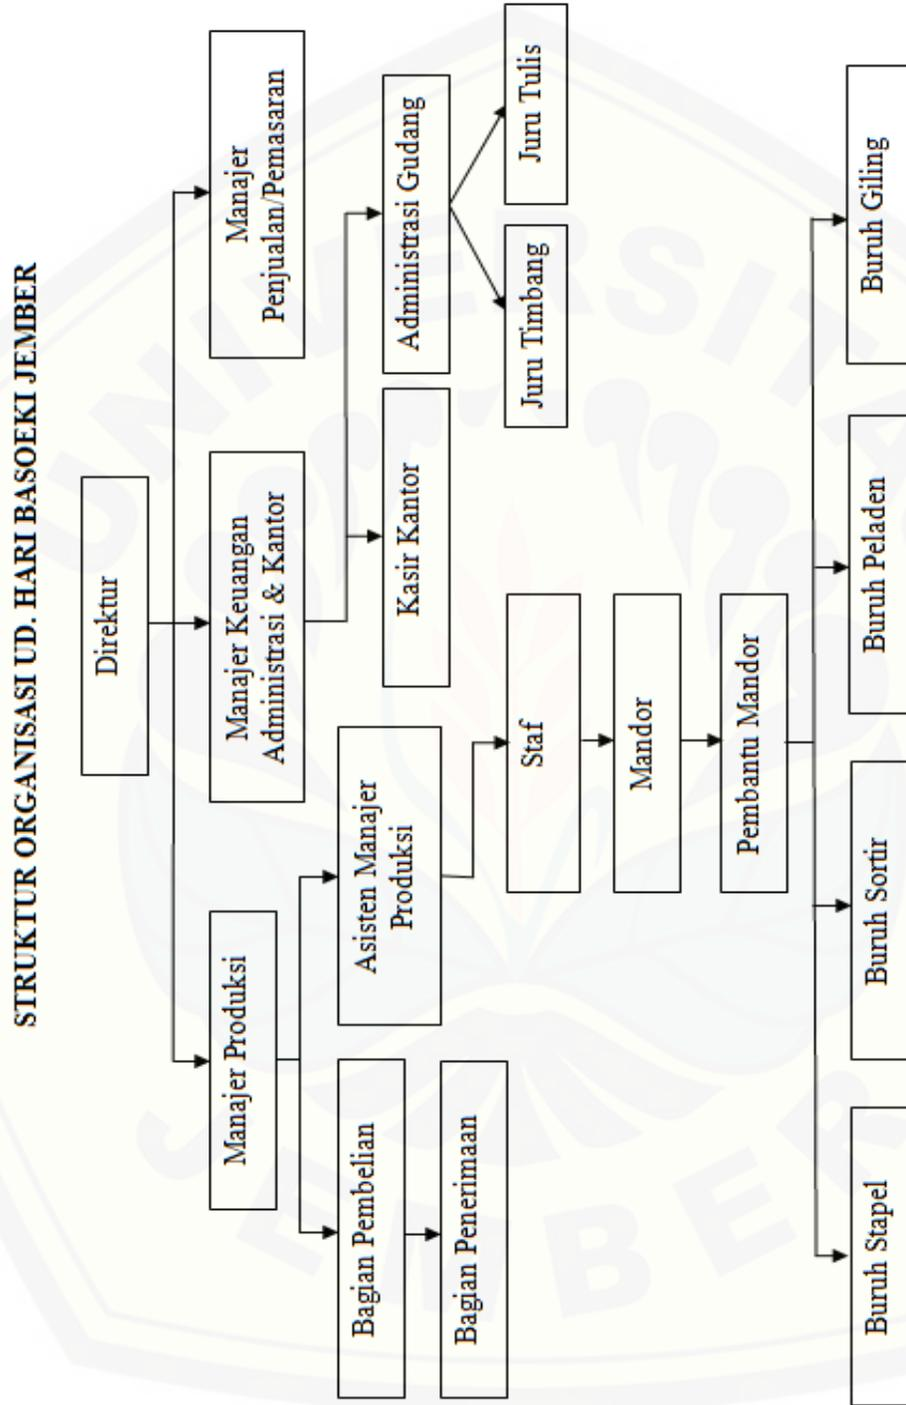 STRUKTUR ORGANISASI UD. HARI BASOEKI JEMBER
Direktur
Manajer Produksi
Manajer Keuangan
Administrasi & Kantor
Manajer
Penjualan/Pemasaran
Bagian Pembelian
Asisten Manajer
Produksi
Kasir Kantor
Administrasi Gudang
Bagian Penerimaan
Staf
Juru Timbang
Juru Tulis
Mandor
Pembantu Mandor
Buruh Stapel
Buruh Sortir
Buruh Peladen
Buruh Giling
UNIVERSITAS
JEMBER